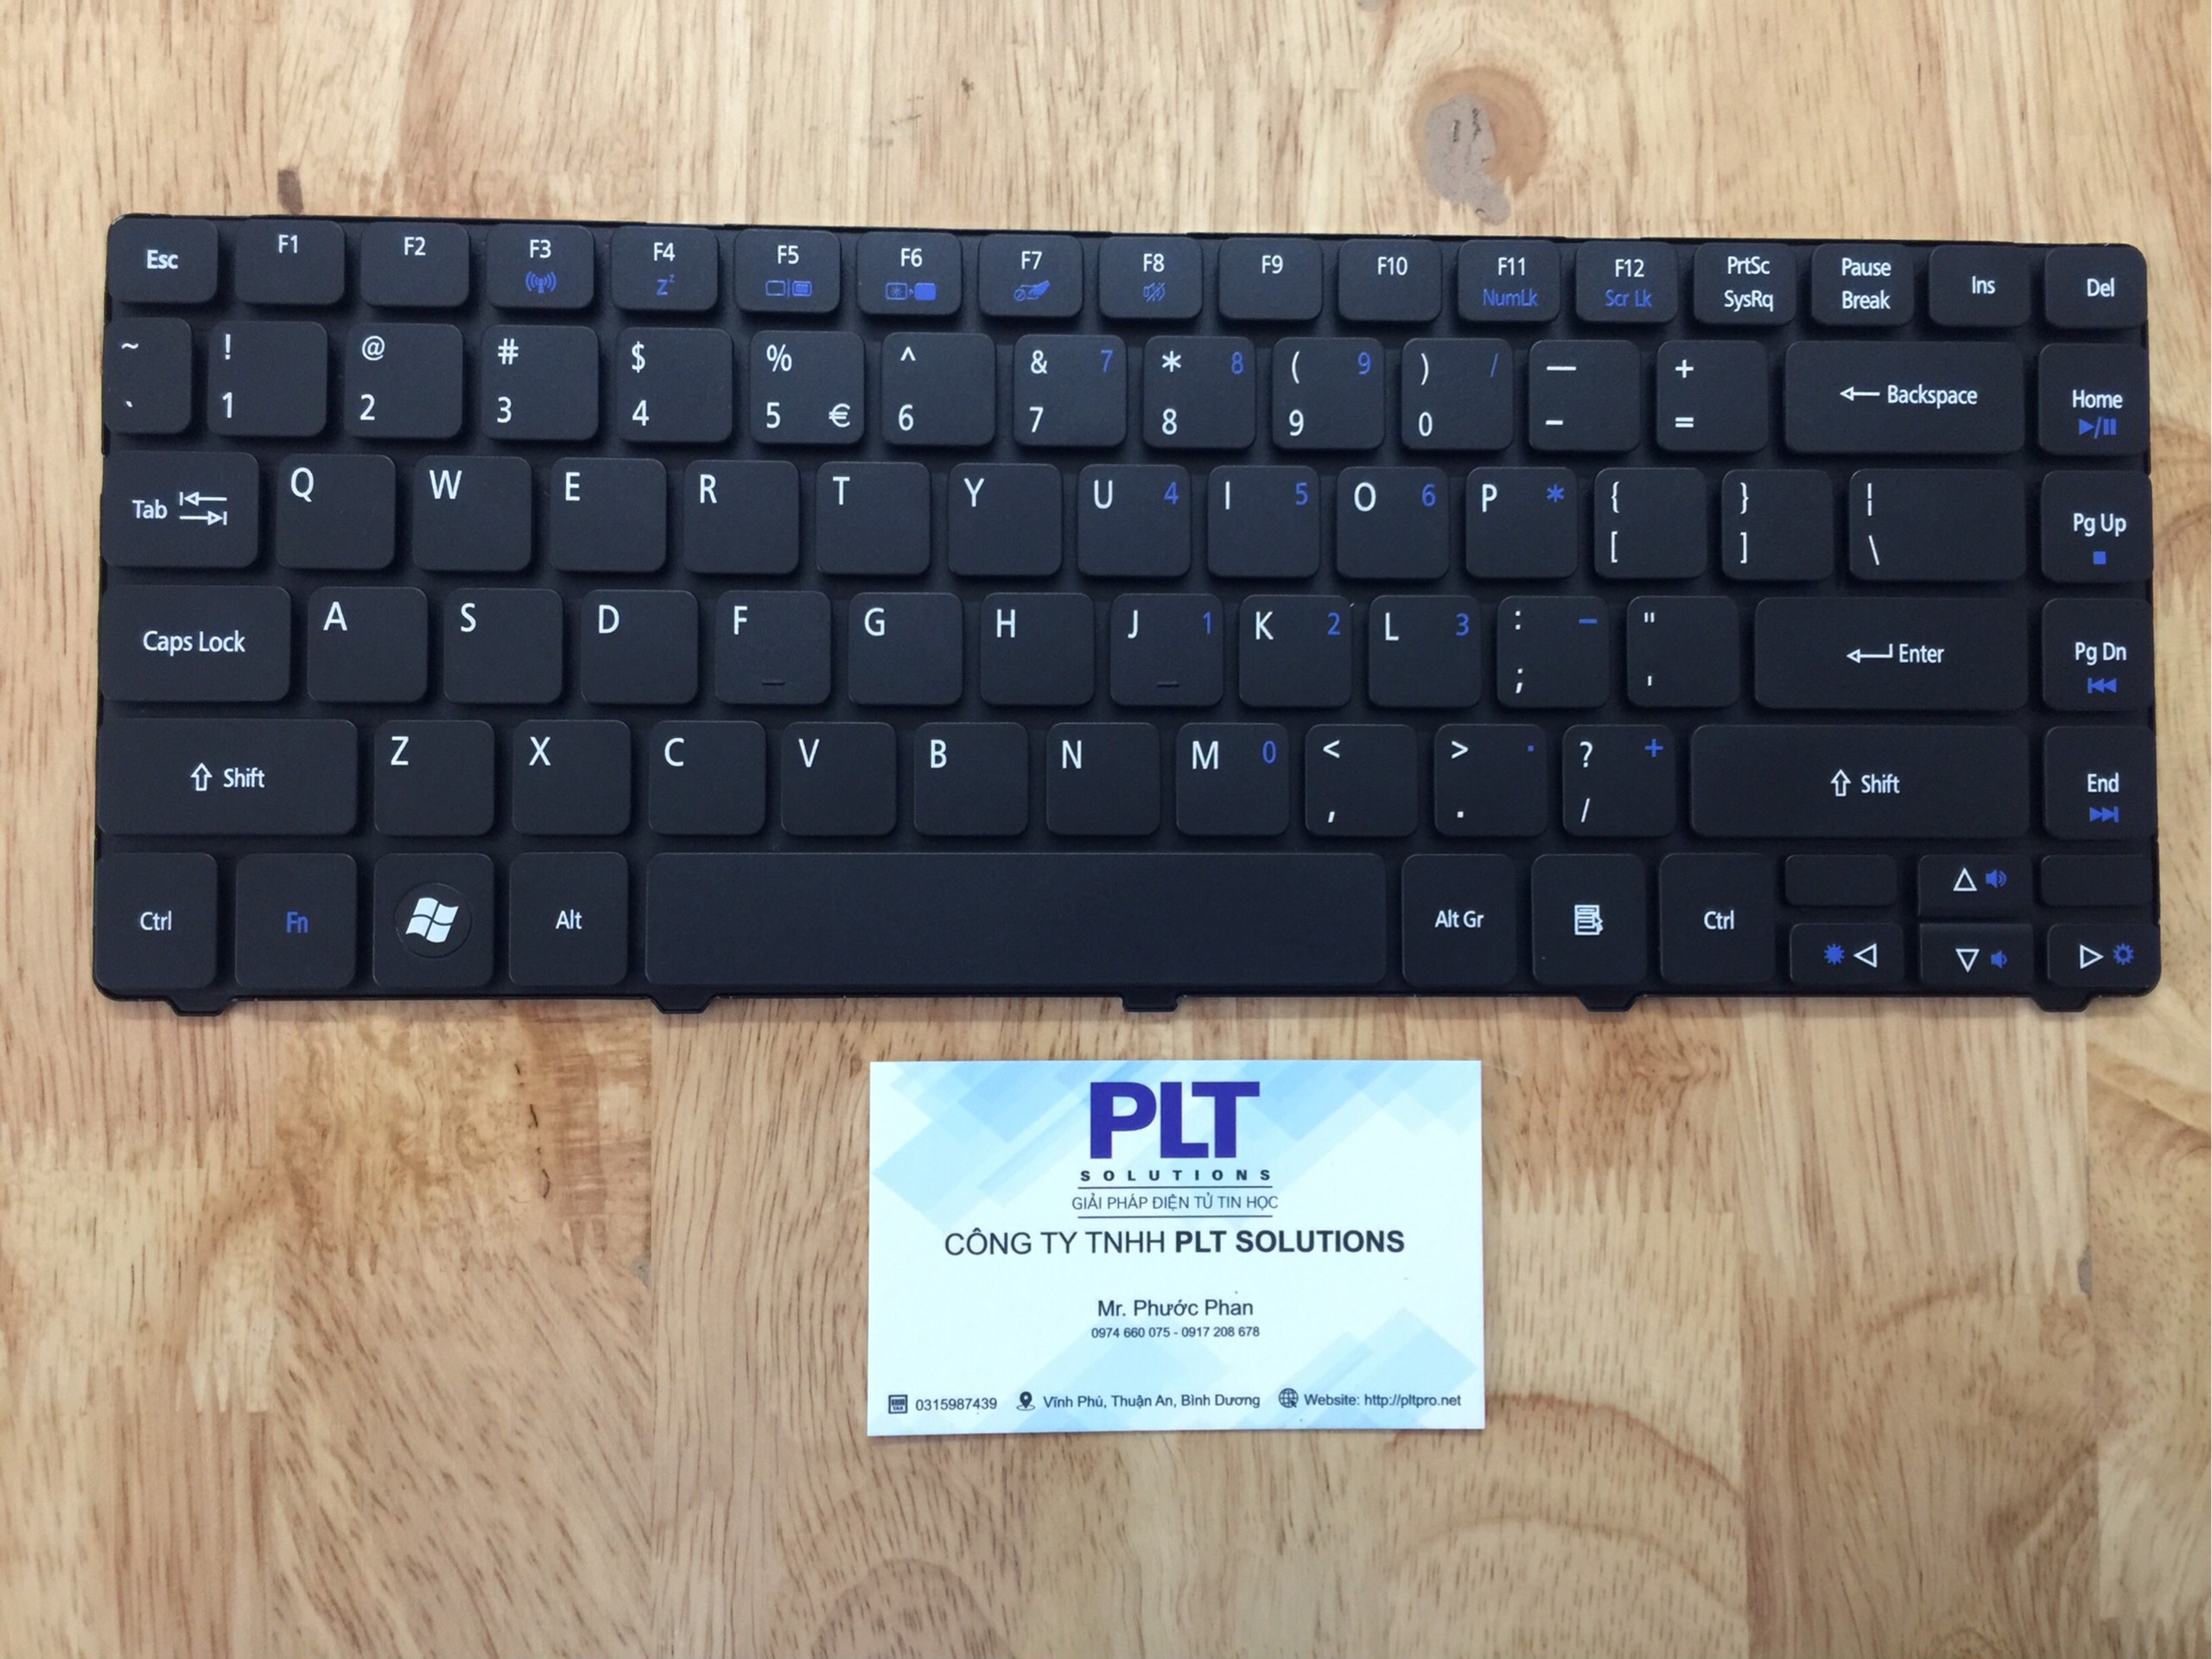 Esc F1 F2 F3 F4 F5 F6 F7 F8 F9 F10 F11 F12 PrtSc Pause Ins Del
Zz NumLk Scr Lk SysRq Break
~ ! @ # $ % ^ & 7 * 8 ( 9 ) / — +
` 1 2 3 4 5 € 6 7 8 9 0 - = Backspace Home
Tab Q W E R T Y U 4 I 5 O 6 P * { } ¦ Pg Up
[ ] \
Caps Lock A S D F G H J 1 K 2 L 3 : - " Enter Pg Dn
; '
Shift Z X C V B N M 0 < > . ? + Shift End
, . /
Ctrl Fn Alt Alt Gr Ctrl
PLT
SOLUTIONS
GIẢI PHÁP ĐIỆN TỬ TIN HỌC
CÔNG TY TNHH PLT SOLUTIONS
Mr. Phước Phan
0974 660 075 - 0917 208 678
0315987439 Vĩnh Phú, Thuận An, Bình Dương Website: http://pltpro.net